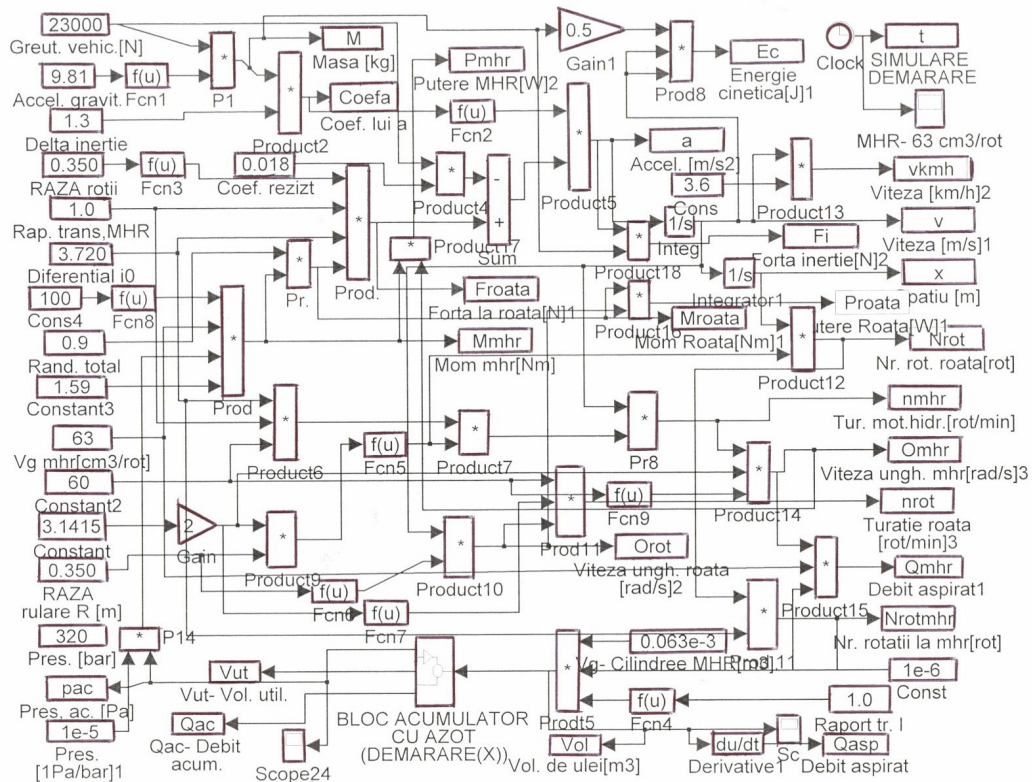 23000
Greut. vehic.[N]
9.81
Accel. gravit.
f(u)
Fcn1
*
P1
M
Masa [kg]
1.3
Delta inertie
*
Product2
Coefa
Coef. lui a
Pmhr
Putere MHR[W]2
f(u)
Fcn2
0.5
Gain1
*
Prod8
Ec
Energie
cinetica[J]1
Clock
t
SIMULARE
DEMARARE
MHR- 63 cm3/rot
0.350
RAZA rotii
f(u)
Fcn3
0.018
Coef. rezizt
*
Prod.
*
Product4
-
+
Sum
*
Product5
a
Accel. [m/s2]
3.6
Cons
*
Product13
vkmh
Viteza [km/h]2
1.0
Rap. trans,MHR
3.720
Diferential i0
*
Pr.
*
Product17
*
Product18
1/s
Integ
v
Viteza [m/s]1
Fi
Forta inertie[N]2
100
Cons4
f(u)
Fcn8
*
Prod
Froata
Forta la roata[N]1
*
Product16
1/s
Integrator1
x
patiu [m]
Proata
utere Roata[W]1
0.9
Rand. total
Mmhr
Mom mhr[Nm]
Mroata
Mom Roata[Nm]1
*
Product12
Nrot
Nr. rot. roata[rot]
1.59
Constant3
*
Product6
f(u)
Fcn5
*
Product7
*
Pr8
nmhr
Tur. mot.hidr.[rot/min]
63
Vg mhr[cm3/rot]
*
Product14
Omhr
Viteza ungh. mhr[rad/s]3
60
Constant2
*
Prod11
f(u)
Fcn9
nrot
Turatie roata
[rot/min]3
3.1415
Constant
2
Gain
*
Product9
*
Product10
Orot
Viteza ungh. roata
[rad/s]2
*
Product15
Qmhr
Debit aspirat1
0.350
RAZA
rulare R [m]
f(u)
Fcn6
f(u)
Fcn7
*
Nrotmhr
Nr. rotatii la mhr[rot]
320
Pres. [bar]
*
P14
0.063e-3
Vg- Cilindree MHR
1e-6
Const
pac
Pres, ac. [Pa]
Vut
Vut- Vol. util.
BLOC ACUMULATOR
CU AZOT
(DEMARARE(X))
*
Prodt5
f(u)
Fcn4
1.0
Raport tr. I
1e-5
Pres.
[1Pa/bar]1
Qac
Qac- Debit
acum.
Scope24
Vol
Vol. de ulei[m3]
du/dt
Derivative1
Sc
Qasp
Debit aspirat